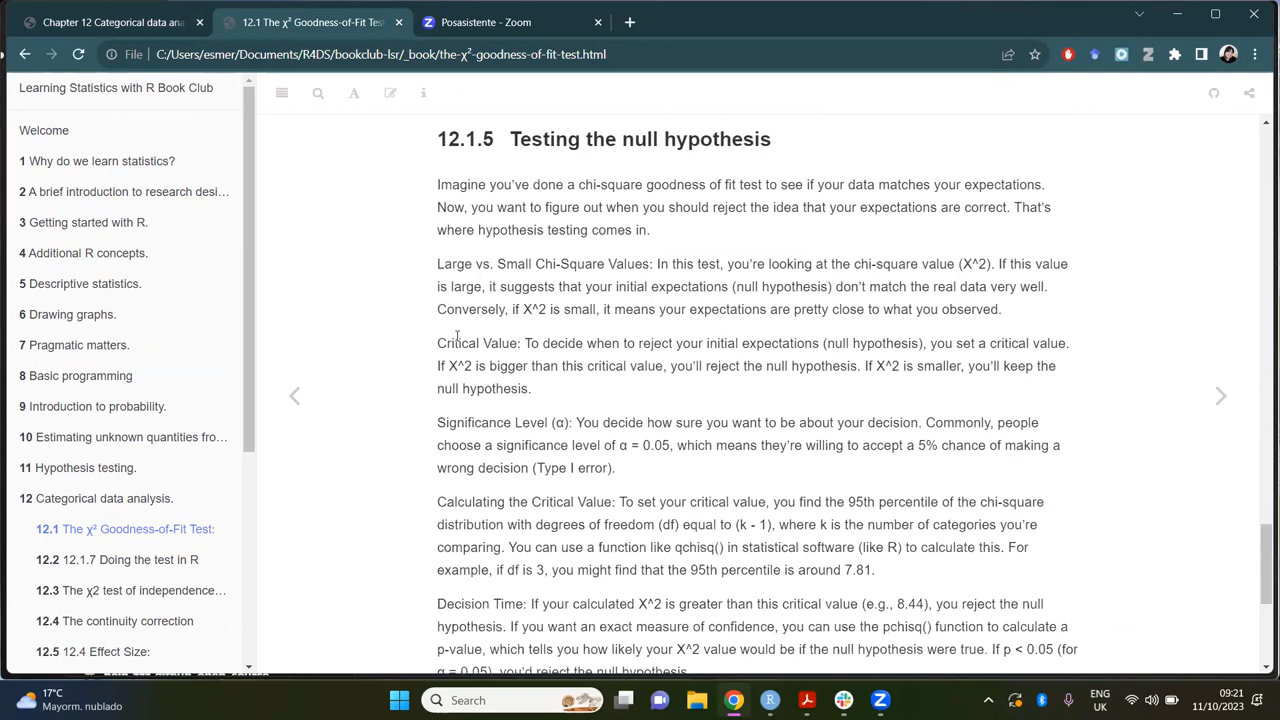 Chapter 12 Categorical data ana
12.1 The χ² Goodness-of-Fit Test
Posasistente - Zoom
File
C:/Users/esmer/Documents/R4DS/bookclub-lsr/_book/the-χ²-goodness-of-fit-test.html
Learning Statistics with R Book Club
Welcome
1 Why do we learn statistics?
2 A brief introduction to research desi…
3 Getting started with R.
4 Additional R concepts.
5 Descriptive statistics.
6 Drawing graphs.
7 Pragmatic matters.
8 Basic programming
9 Introduction to probability.
10 Estimating unknown quantities fro…
11 Hypothesis testing.
12 Categorical data analysis.
12.1 The χ² Goodness-of-Fit Test:
12.2 12.1.7 Doing the test in R
12.3 The χ2 test of independence…
12.4 The continuity correction
12.5 12.4 Effect Size:
12.1.5 Testing the null hypothesis
Imagine you've done a chi-square goodness of fit test to see if your data matches your expectations.
Now, you want to figure out when you should reject the idea that your expectations are correct. That's
where hypothesis testing comes in.
Large vs. Small Chi-Square Values: In this test, you're looking at the chi-square value (X^2). If this value
is large, it suggests that your initial expectations (null hypothesis) don't match the real data very well.
Conversely, if X^2 is small, it means your expectations are pretty close to what you observed.
Critical Value: To decide when to reject your initial expectations (null hypothesis), you set a critical value.
If X^2 is bigger than this critical value, you'll reject the null hypothesis. If X^2 is smaller, you'll keep the
null hypothesis.
Significance Level (α): You decide how sure you want to be about your decision. Commonly, people
choose a significance level of α = 0.05, which means they're willing to accept a 5% chance of making a
wrong decision (Type I error).
Calculating the Critical Value: To set your critical value, you find the 95th percentile of the chi-square
distribution with degrees of freedom (df) equal to (k - 1), where k is the number of categories you're
comparing. You can use a function like qchisq() in statistical software (like R) to calculate this. For
example, if df is 3, you might find that the 95th percentile is around 7.81.
Decision Time: If your calculated X^2 is greater than this critical value (e.g., 8.44), you reject the null
hypothesis. If you want an exact measure of confidence, you can use the pchisq() function to calculate a
p-value, which tells you how likely your X^2 value would be if the null hypothesis were true. If p < 0.05 (for
α = 0.05), you'd reject the null hypothesis.
17°C
Mayorm. nublado
Search
ENG
UK
09:21
11/10/2023